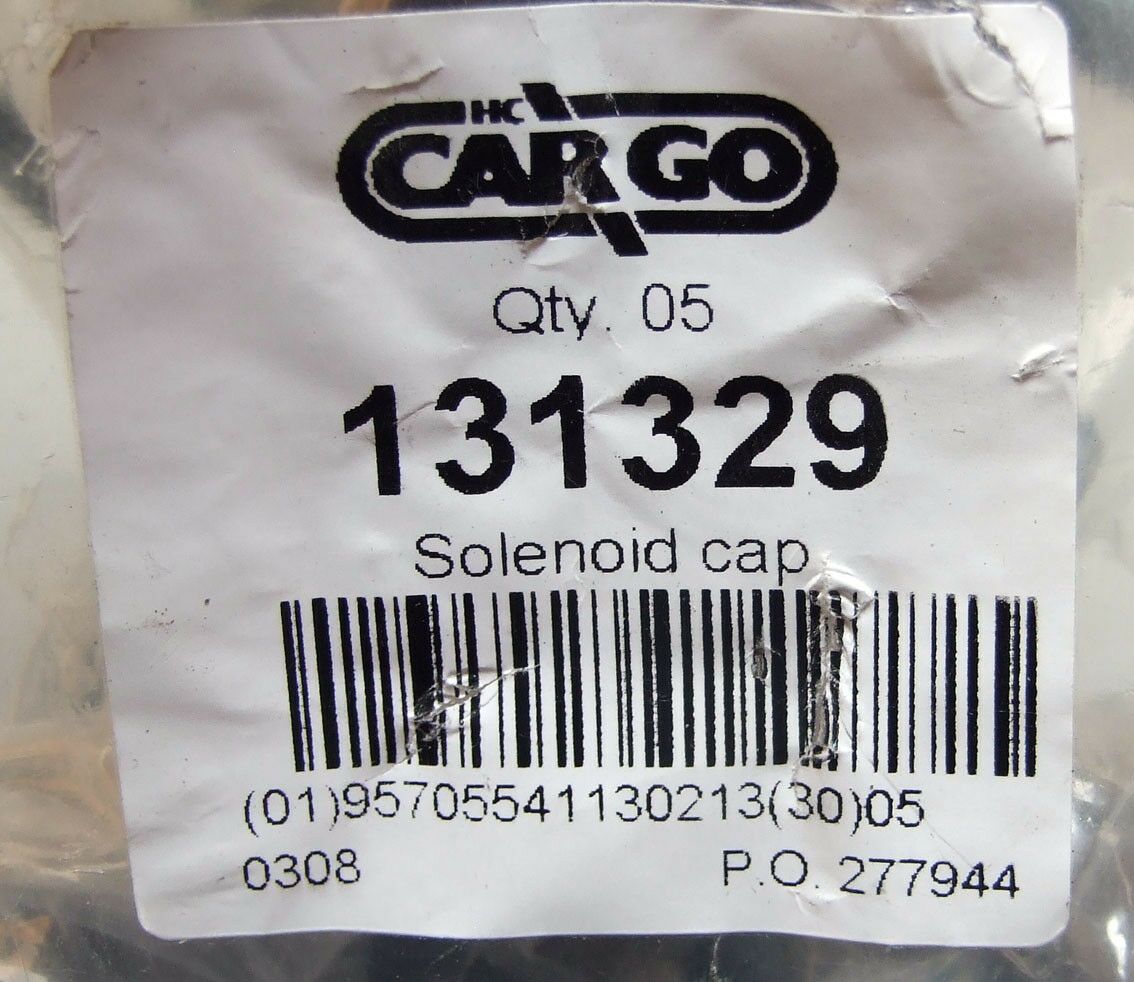 HC
CARGO
Qty. 05
131329
Solenoid cap
(01)95705541130213(30)05
0308 P.O. 277944